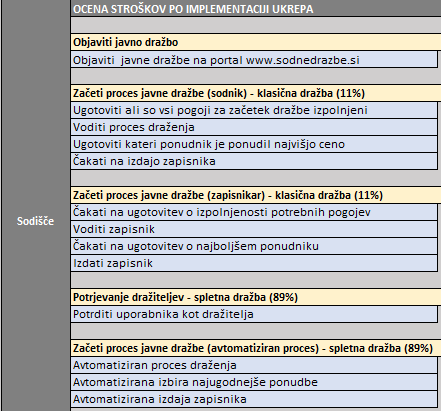 OCENA STROŠKOV PO IMPLEMENTACIJI UKREPA
Objaviti javno dražbo
Objaviti javne dražbe na portal www.sodnedrazbe.si
Začeti proces javne dražbe (sodnik) - klasična dražba (11%)
Ugotoviti ali so vsi pogoji za začetek dražbe izpolnjeni
Voditi proces draženja
Ugotoviti kateri ponudnik je ponudil najvišjo ceno
Čakati na izdajo zapisnika
Začeti proces javne dražbe (zapisnikar) - klasična dražba (11%)
Čakati na ugotovitev o izpolnjenosti potrebnih pogojev
Voditi zapisnik
Čakati na ugotovitev o najboljšem ponudniku
Izdati zapisnik
Sodišče
Potrjevanje dražiteljev - spletna dražba (89%)
Potrditi uporabnika kot dražitelja
Začeti proces javne dražbe (avtomatiziran proces) - spletna dražba (89%)
Avtomatiziran proces draženja
Avtomatizirana izbira najugodnejše ponudbe
Avtomatizirana izdaja zapisnika